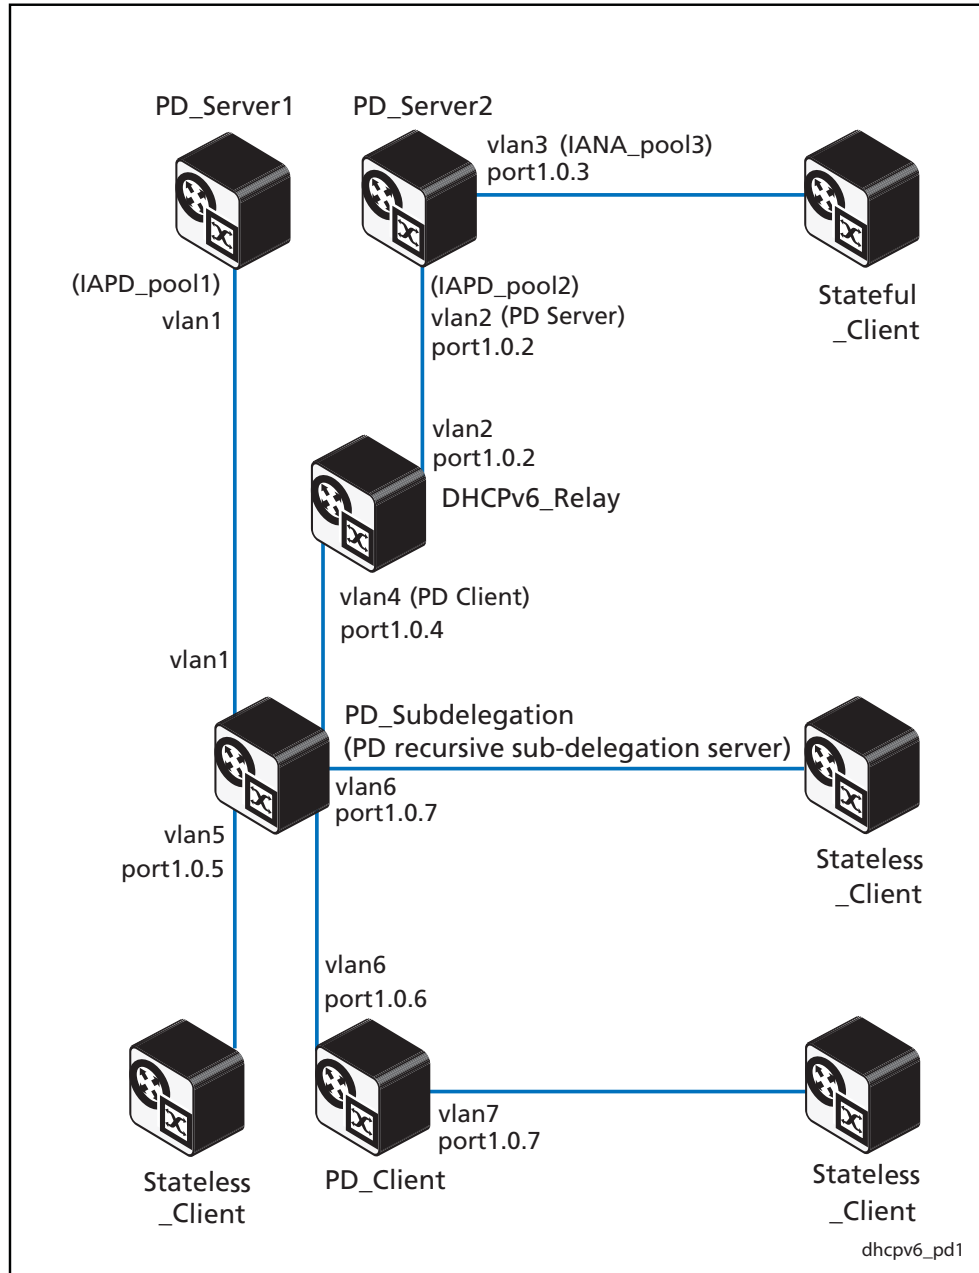 PD_Server1
PD_Server2
vlan3 (IANA_pool3)
port1.0.3
(IAPD_pool1)
vlan1
(IAPD_pool2)
vlan2 (PD Server)
port1.0.2
Stateful
_Client
vlan2
port1.0.2
DHCPv6_Relay
vlan4 (PD Client)
port1.0.4
vlan1
PD_Subdelegation
(PD recursive sub-delegation server)
vlan6
port1.0.7
vlan5
port1.0.5
Stateless
_Client
vlan6
port1.0.6
vlan7
port1.0.7
Stateless
_Client
PD_Client
Stateless
_Client
dhcpv6_pd1